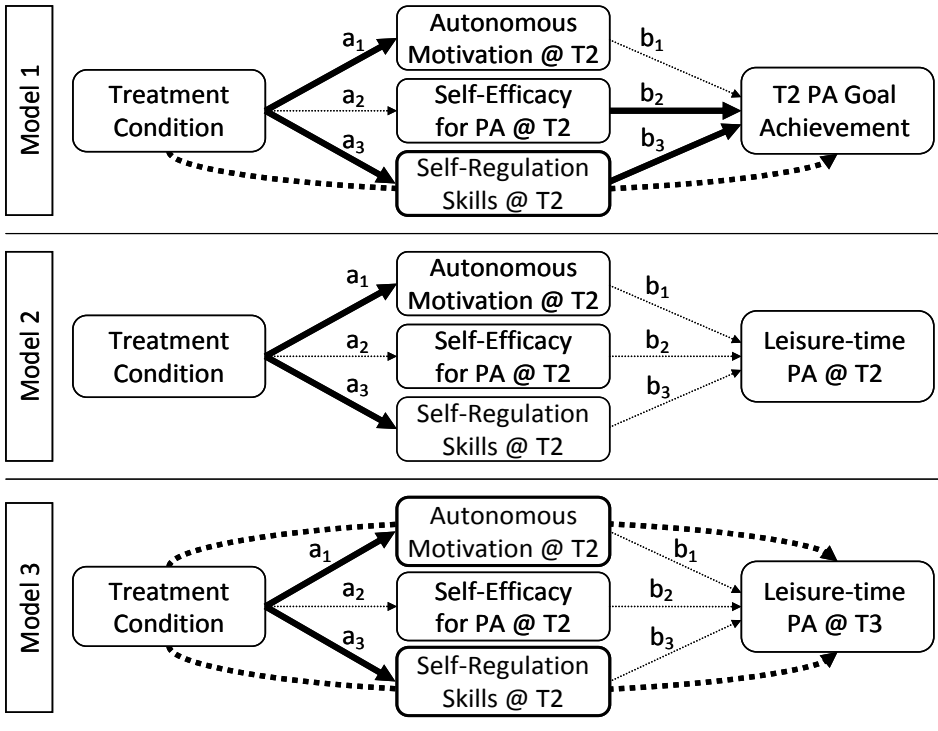 Model 1
Treatment
Condition
a₁
a₂
a₃
Autonomous
Motivation @ T2
Self-Efficacy
for PA @ T2
Self-Regulation
Skills @ T2
b₁
b₂
b₃
T2 PA Goal
Achievement
Model 2
Treatment
Condition
a₁
a₂
a₃
Autonomous
Motivation @ T2
Self-Efficacy
for PA @ T2
Self-Regulation
Skills @ T2
b₁
b₂
b₃
Leisure-time
PA @ T2
Model 3
Treatment
Condition
a₁
a₂
a₃
Autonomous
Motivation @ T2
Self-Efficacy
for PA @ T2
Self-Regulation
Skills @ T2
b₁
b₂
b₃
Leisure-time
PA @ T3